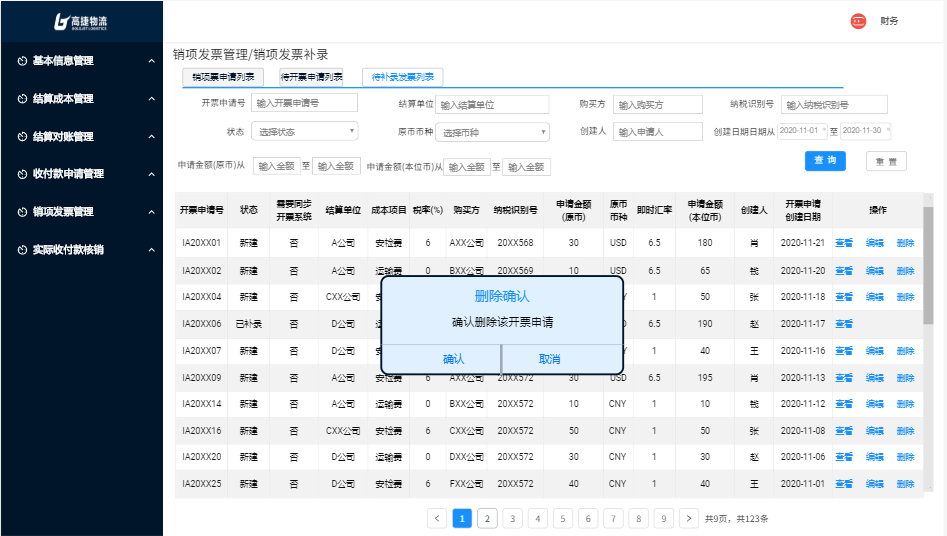 高捷物流
GOLDJET LOGISTICS
财务
基本信息管理
结算成本管理
结算对账管理
收付款申请管理
销项发票管理
实际收付款核销
销项发票管理/销项发票补录
销项票申请列表 待开票申请列表 待补录发票列表
开票申请号 输入开票申请号 结算单位 输入结算单位 购买方 输入购买方 纳税识别号 输入纳税识别号
状态 选择状态 原币币种 选择币种 创建人 输入申请人 创建日期日期从 2020-11-01 至 2020-11-30
申请金额(原币)从 输入全额 至 输入全额 申请金额(本位币)从 输入全额 至 输入全额 查询 重置
开票申请号 状态 需要同步开票系统 结算单位 成本项目 税率(%) 购买方 纳税识别号 申请金额(原币) 原币币种 即时汇率 申请金额(本位币) 创建人 开票申请创建日期 操作
IA20XX01 新建 否 A公司 安检费 6 AXX公司 20XX568 30 USD 6.5 180 肖 2020-11-21 查看 编辑 删除
IA20XX02 新建 否 A公司 运输费 0 BXX公司 20XX569 10 USD 6.5 65 钱 2020-11-20 查看 编辑 删除
IA20XX04 新建 否 CXX公司 1 50 张 2020-11-18 查看 编辑 删除
IA20XX06 已补录 否 D公司 6.5 190 赵 2020-11-17 查看
IA20XX07 新建 否 D公司 1 40 王 2020-11-16 查看 编辑 删除
IA20XX09 新建 否 A公司 安检费 6 AXX公司 20XX572 30 USD 6.5 195 肖 2020-11-13 查看 编辑 删除
IA20XX14 新建 否 A公司 运输费 0 BXX公司 20XX572 10 CNY 1 10 钱 2020-11-12 查看 编辑 删除
IA20XX16 新建 否 CXX公司 安检费 6 CXX公司 20XX572 50 CNY 1 50 张 2020-11-08 查看 编辑 删除
IA20XX20 新建 否 D公司 运输费 0 DXX公司 20XX572 30 CNY 1 30 赵 2020-11-06 查看 编辑 删除
IA20XX25 新建 否 D公司 安检费 6 FXX公司 20XX572 40 CNY 1 40 王 2020-11-01 查看 编辑 删除
删除确认
确认删除该开票申请
确认 取消
< 1 2 3 4 5 6 7 8 9 > 共9页，共123条